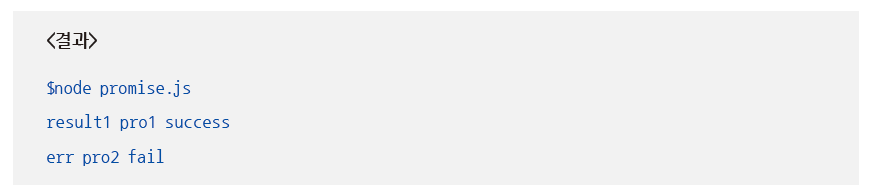 <결과>
$node promise.js
result1 pro1 success
err pro2 fail